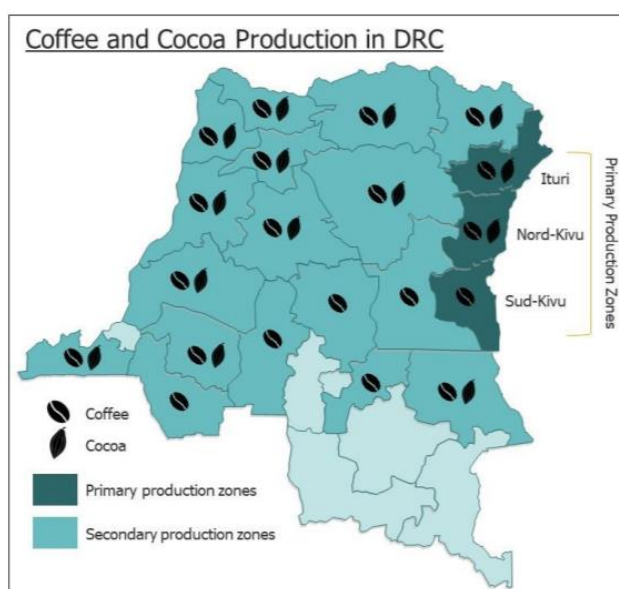 Coffee and Cocoa Production in DRC
Ituri
Nord-Kivu
Sud-Kivu
Primary Production Zones
Coffee
Cocoa
Primary production zones
Secondary production zones